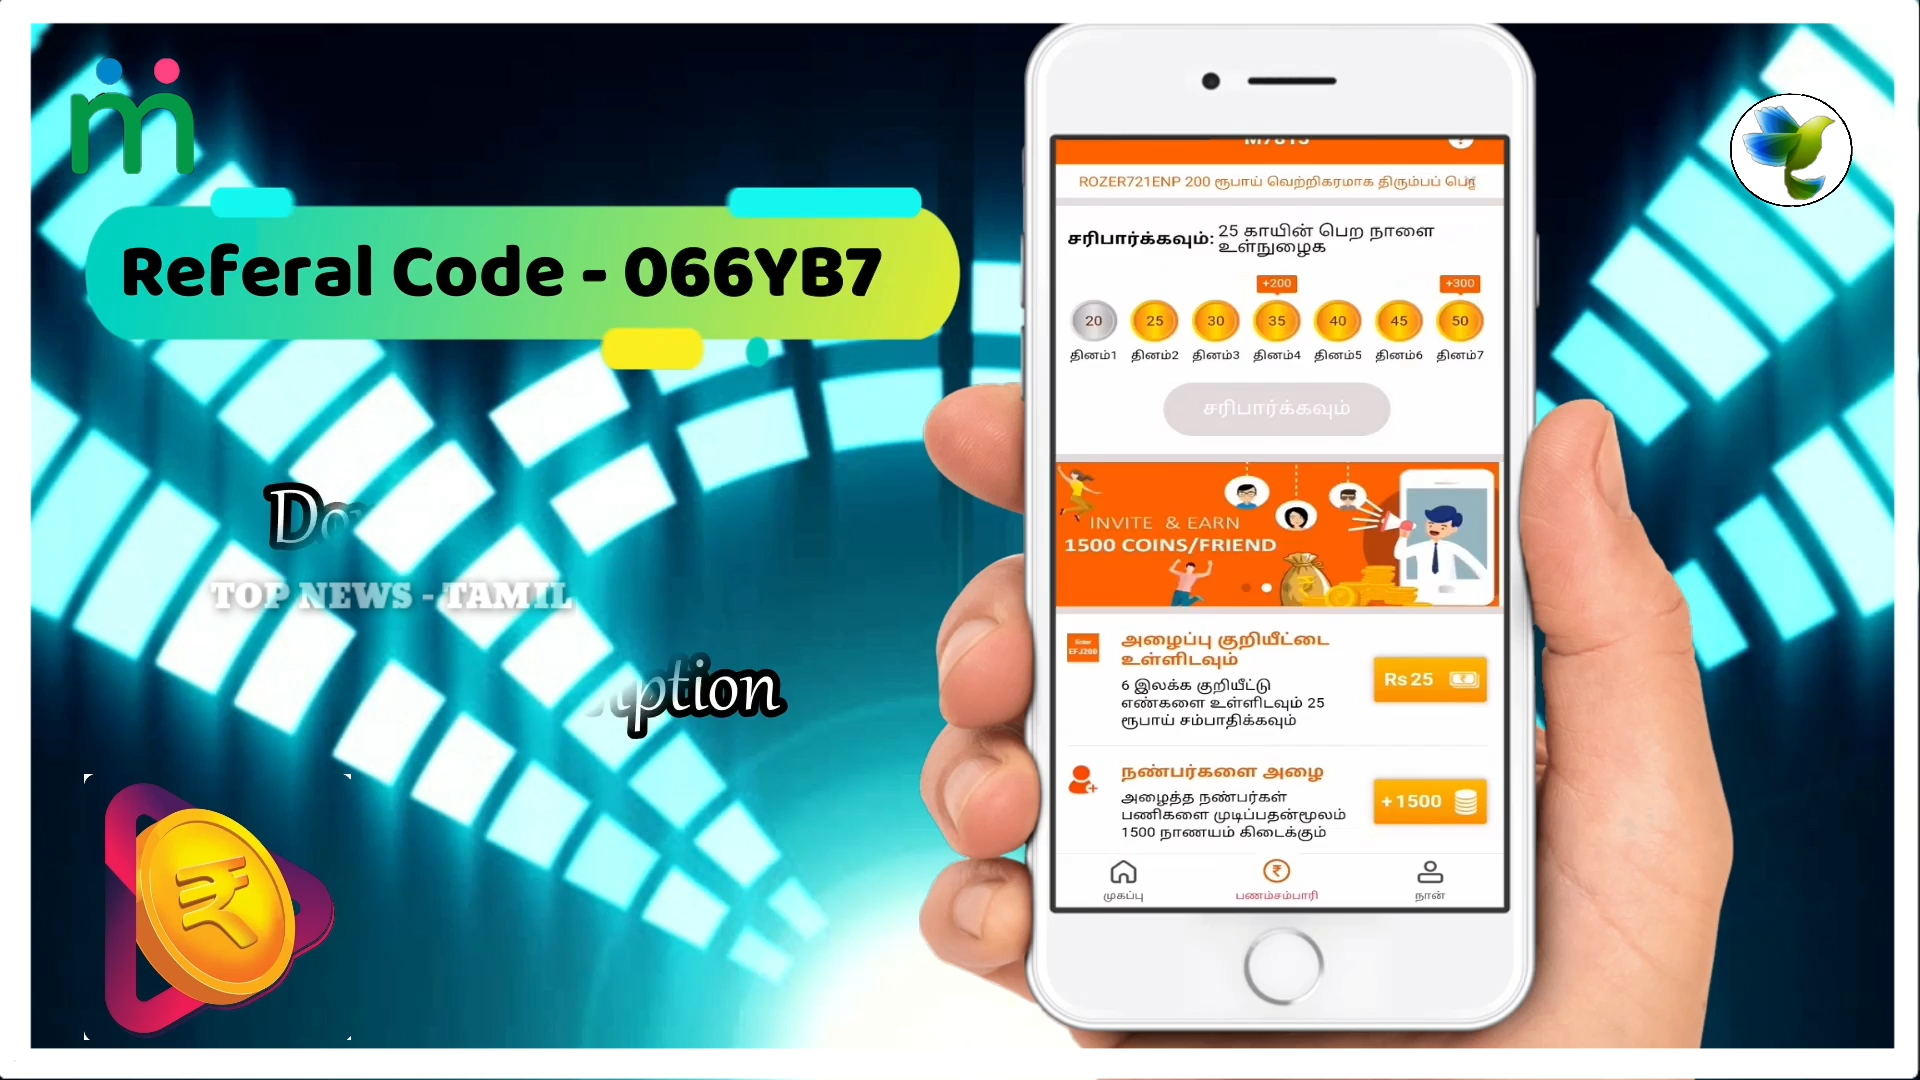 Referal Code - 066YB7
TOP NEWS - TAMIL
ROZER721ENP 200 ரூபாய் வெற்றிகரமாக திரும்பப்
சரிபார்க்கவும்: 25 காயின் பெற நாளை
உள்நுழைக
+200
+300
20 25 30 35 40 45 50
தினம்1 தினம்2 தினம்3 தினம்4 தினம்5 தினம்6 தினம்7
சரிபார்க்கவும்
INVITE & EARN
1500 COINS/FRIEND
Enter
EFJ200
அழைப்பு குறியீட்டை
உள்ளிடவும்
6 இலக்க குறியீட்டு
எண்களை உள்ளிடவும் 25
ரூபாய் சம்பாதிக்கவும்
Rs 25
நண்பர்களை அழை
அழைத்த நண்பர்கள்
பணிகளை முடிப்பதன்மூலம்
1500 நாணயம் கிடைக்கும்
+1500
முகப்பு
பணம்சம்பாரி
நான்